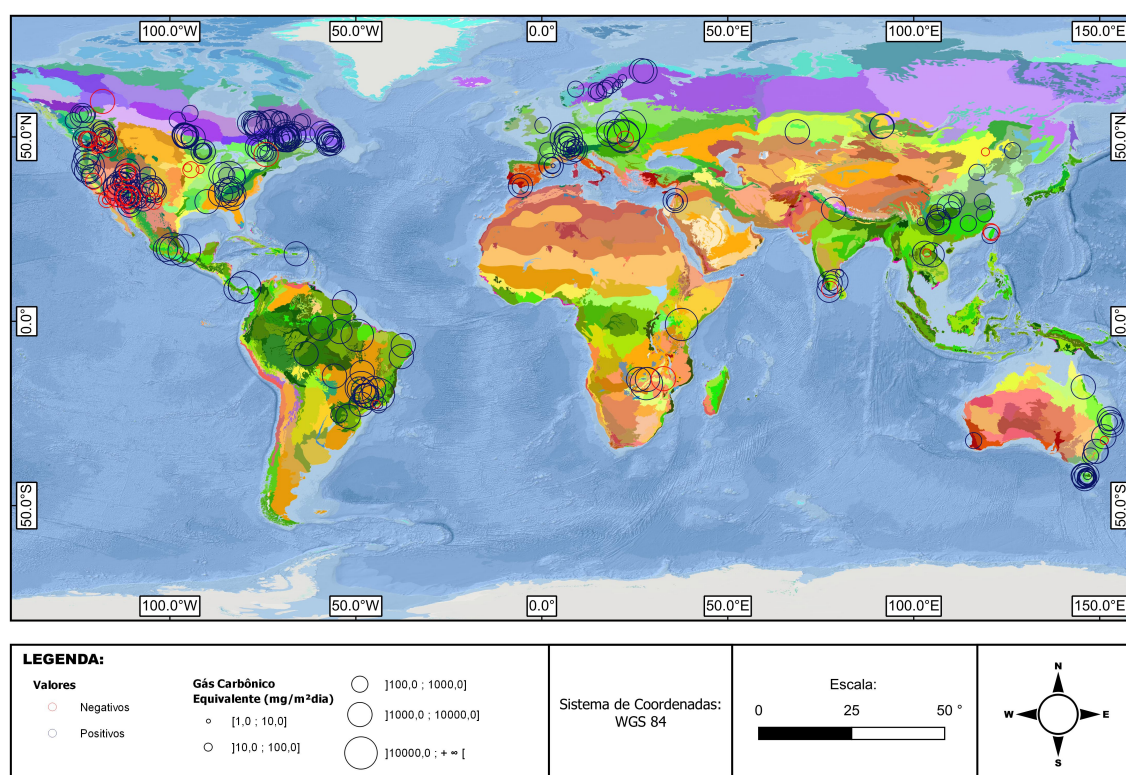 100.0°W 50.0°W 0.0° 50.0°E 100.0°E 150.0°E
50.0°N 50.0°N
0.0° 0.0°
50.0°S 50.0°S
100.0°W 50.0°W 0.0° 50.0°E 100.0°E 150.0°E
LEGENDA:
Valores
Negativos
Positivos
Gás Carbônico
Equivalente (mg/m²dia)
[1,0 ; 10,0]
]10,0 ; 100,0]
]100,0 ; 1000,0]
]1000,0 ; 10000,0]
]10000,0 ; + ∞ [
Sistema de Coordenadas:
WGS 84
Escala:
0 25 50 °
N
W E
S